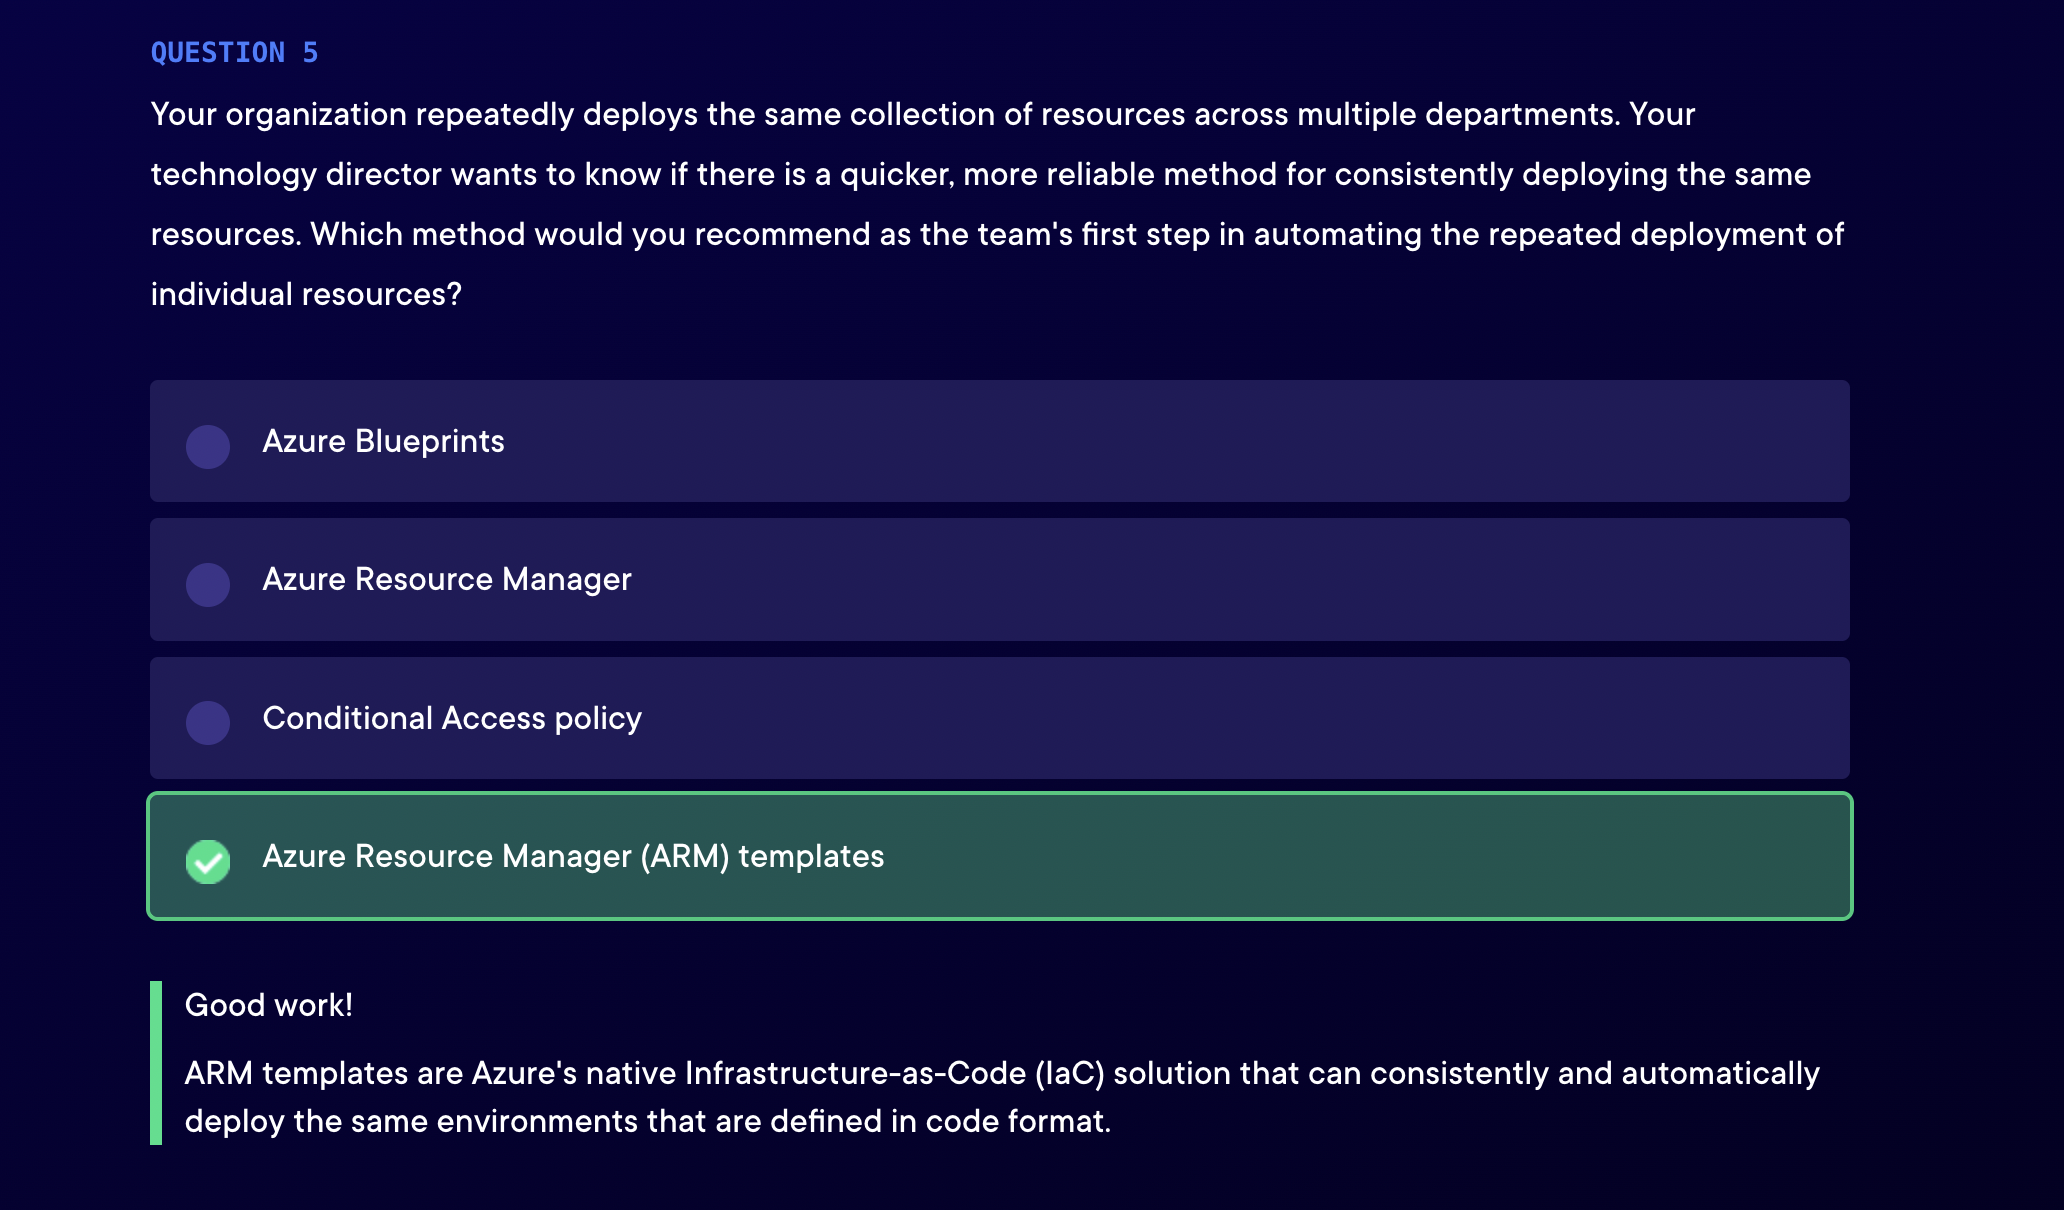 QUESTION 5
Your organization repeatedly deploys the same collection of resources across multiple departments. Your
technology director wants to know if there is a quicker, more reliable method for consistently deploying the same
resources. Which method would you recommend as the team's first step in automating the repeated deployment of
individual resources?
Azure Blueprints
Azure Resource Manager
Conditional Access policy
Azure Resource Manager (ARM) templates
Good work!
ARM templates are Azure's native Infrastructure-as-Code (IaC) solution that can consistently and automatically
deploy the same environments that are defined in code format.